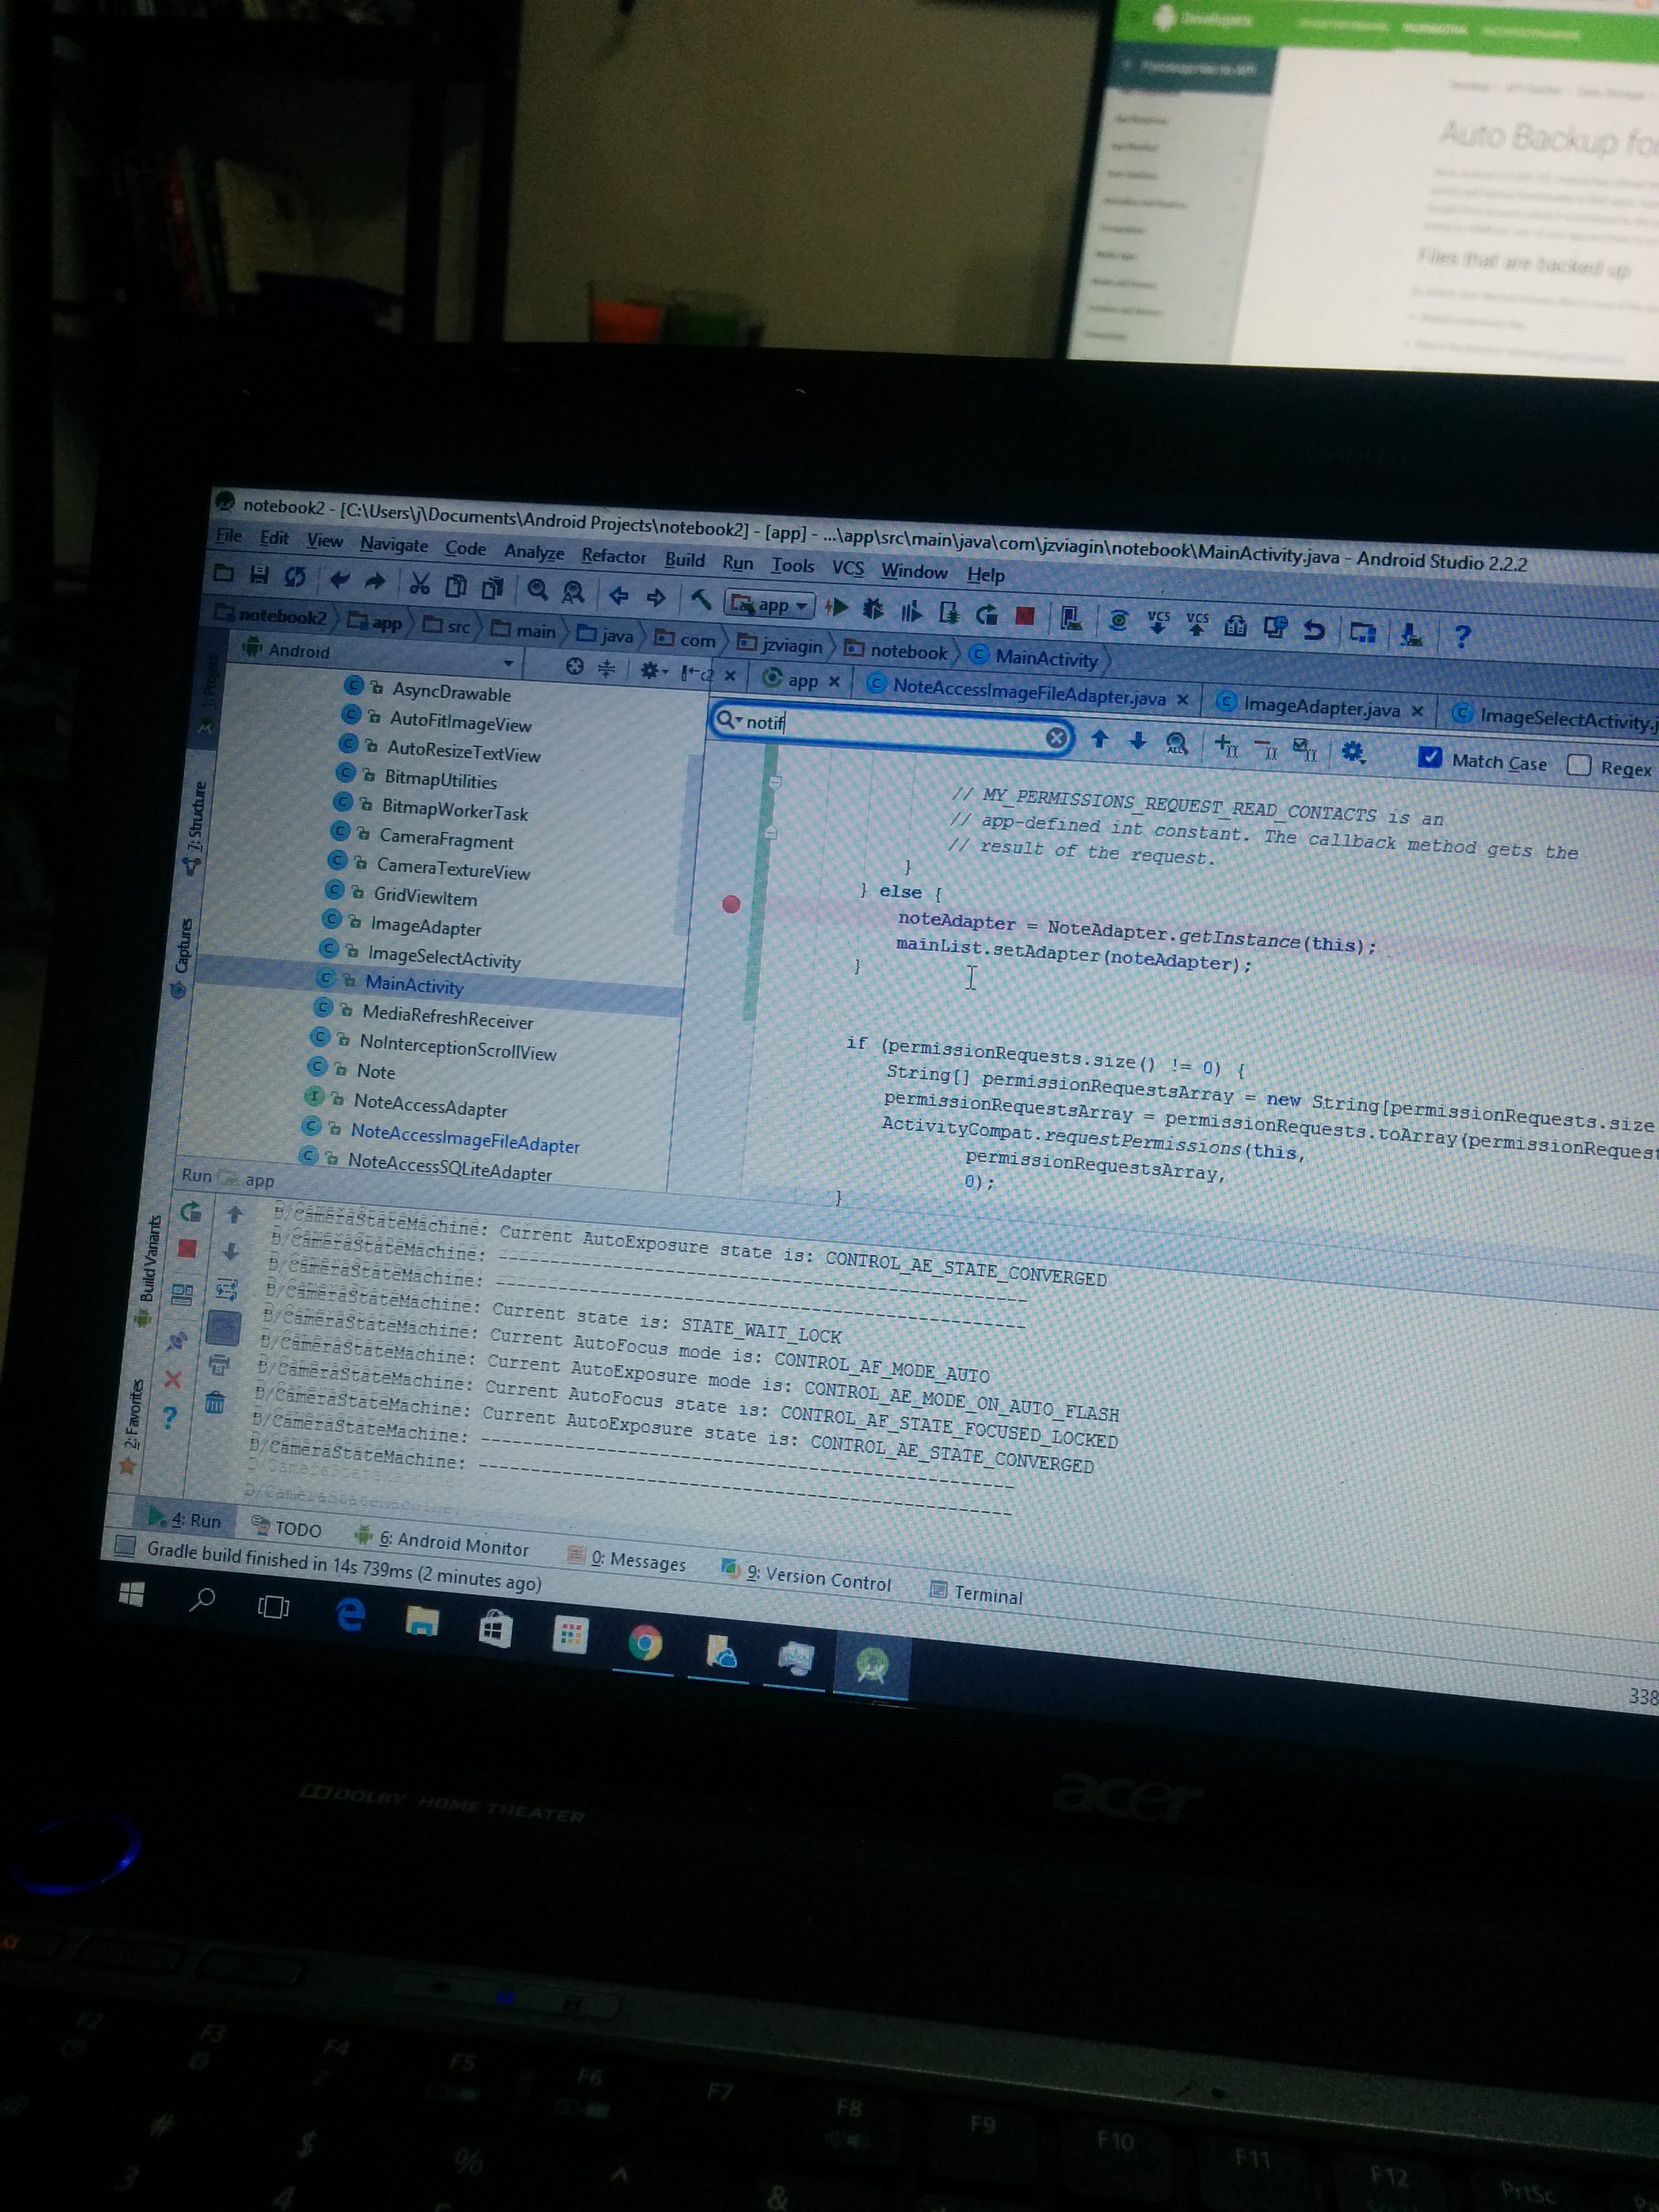 Developers
Auto Backup fo
Files that are backed up
notebook2 - [C:\Users\j\Documents\Android Projects\notebook2] - [app] - ...\app\src\main\java\com\jzviagin\notebook\MainActivity.java - Android Studio 2.2.2
File Edit View Navigate Code Analyze Refactor Build Run Tools VCS Window Help
app VCS VCS ?
notebook2 app src main java com jzviagin notebook MainActivity
Android
app NoteAccessImageFileAdapter.java ImageAdapter.java ImageSelectActivity.j
notif
Match Case Regex
1: Project
7: Structure
Captures
Build Variants
2: Favorites
AsyncDrawable
AutoFitImageView
AutoResizeTextView
BitmapUtilities
BitmapWorkerTask
CameraFragment
CameraTextureView
GridViewItem
ImageAdapter
ImageSelectActivity
MainActivity
MediaRefreshReceiver
NoInterceptionScrollView
Note
NoteAccessAdapter
NoteAccessImageFileAdapter
NoteAccessSQLiteAdapter
// MY_PERMISSIONS_REQUEST_READ_CONTACTS is an
// app-defined int constant. The callback method gets the
// result of the request.
}
} else {
noteAdapter = NoteAdapter.getInstance(this);
mainList.setAdapter(noteAdapter);
}
if (permissionRequests.size() != 0) {
String[] permissionRequestsArray = new String[permissionRequests.size
permissionRequestsArray = permissionRequests.toArray(permissionRequest
ActivityCompat.requestPermissions(this,
permissionRequestsArray,
0);
}
Run app
D/CameraStateMachine: Current AutoExposure state is: CONTROL_AE_STATE_CONVERGED
D/CameraStateMachine: ----------------------------------------------------
D/CameraStateMachine: ----------------------------------------------------
D/CameraStateMachine: Current state is: STATE_WAIT_LOCK
D/CameraStateMachine: Current AutoFocus mode is: CONTROL_AF_MODE_AUTO
D/CameraStateMachine: Current AutoExposure mode is: CONTROL_AE_MODE_ON_AUTO_FLASH
D/CameraStateMachine: Current AutoFocus state is: CONTROL_AF_STATE_FOCUSED_LOCKED
D/CameraStateMachine: Current AutoExposure state is: CONTROL_AE_STATE_CONVERGED
D/CameraStateMachine: ----------------------------------------------------
D/CameraStateMachine: ----------------------------------------------------
4: Run TODO 6: Android Monitor 0: Messages 9: Version Control Terminal
Gradle build finished in 14s 739ms (2 minutes ago)
338
DOLBY HOME THEATER
acer
F2 F3 F4 F5 F6 F7 F8 F9 F10 F11 F12 PrtSc
# $ % ^ &
3 4